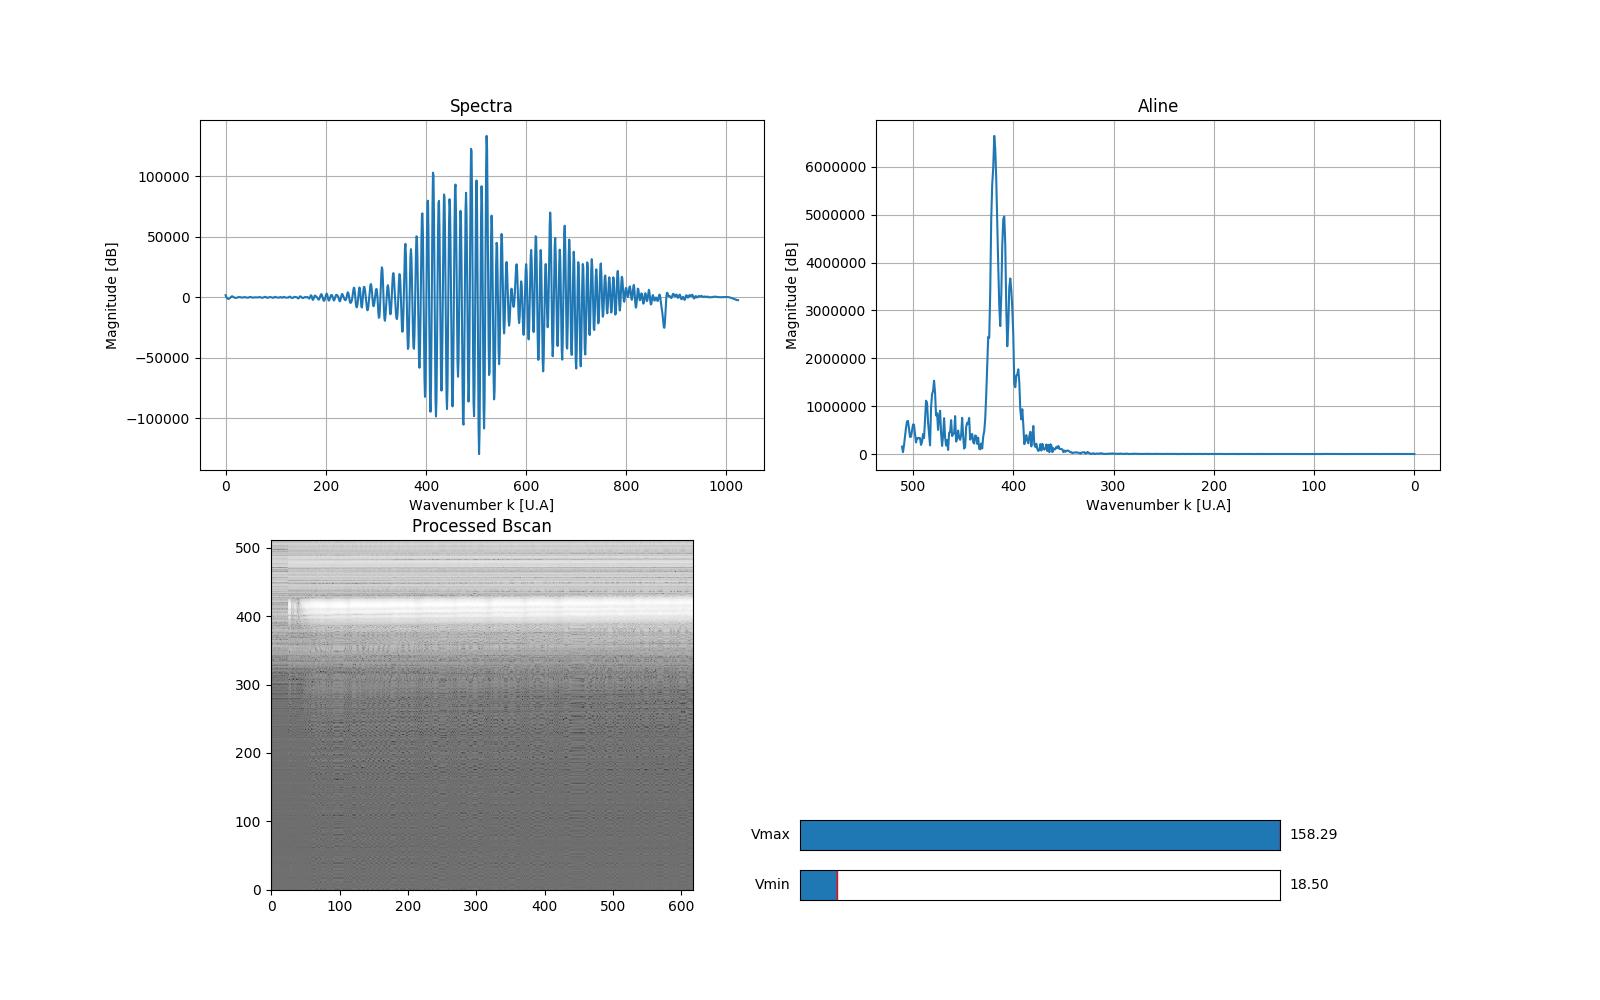 Spectra
Magnitude [dB]
100000
50000
0
−50000
−100000
0 200 400 600 800 1000
Wavenumber k [U.A]
Aline
Magnitude [dB]
6000000
5000000
4000000
3000000
2000000
1000000
0
500 400 300 200 100 0
Wavenumber k [U.A]
Processed Bscan
500
400
300
200
100
0
0 100 200 300 400 500 600
Vmax 158.29
Vmin 18.50